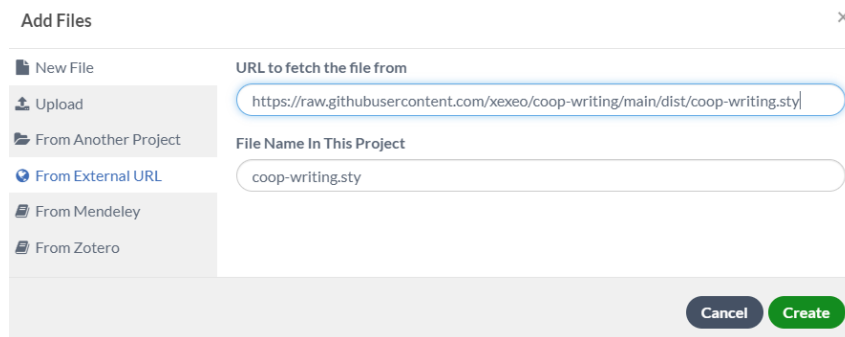 Add Files
×
New File
Upload
From Another Project
From External URL
From Mendeley
From Zotero
URL to fetch the file from
https://raw.githubusercontent.com/xexeo/coop-writing/main/dist/coop-writing.sty
File Name In This Project
coop-writing.sty
Cancel Create